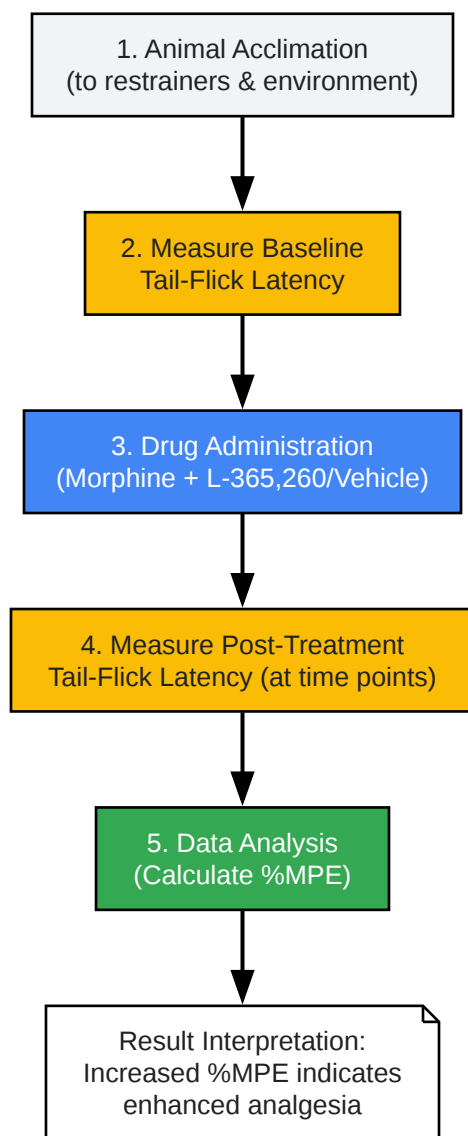 1. Animal Acclimation
(to restrainers & environment)
2. Measure Baseline
Tail-Flick Latency
3. Drug Administration
(Morphine + L-365,260/Vehicle)
4. Measure Post-Treatment
Tail-Flick Latency (at time points)
5. Data Analysis
(Calculate %MPE)
Result Interpretation:
Increased %MPE indicates
enhanced analgesia